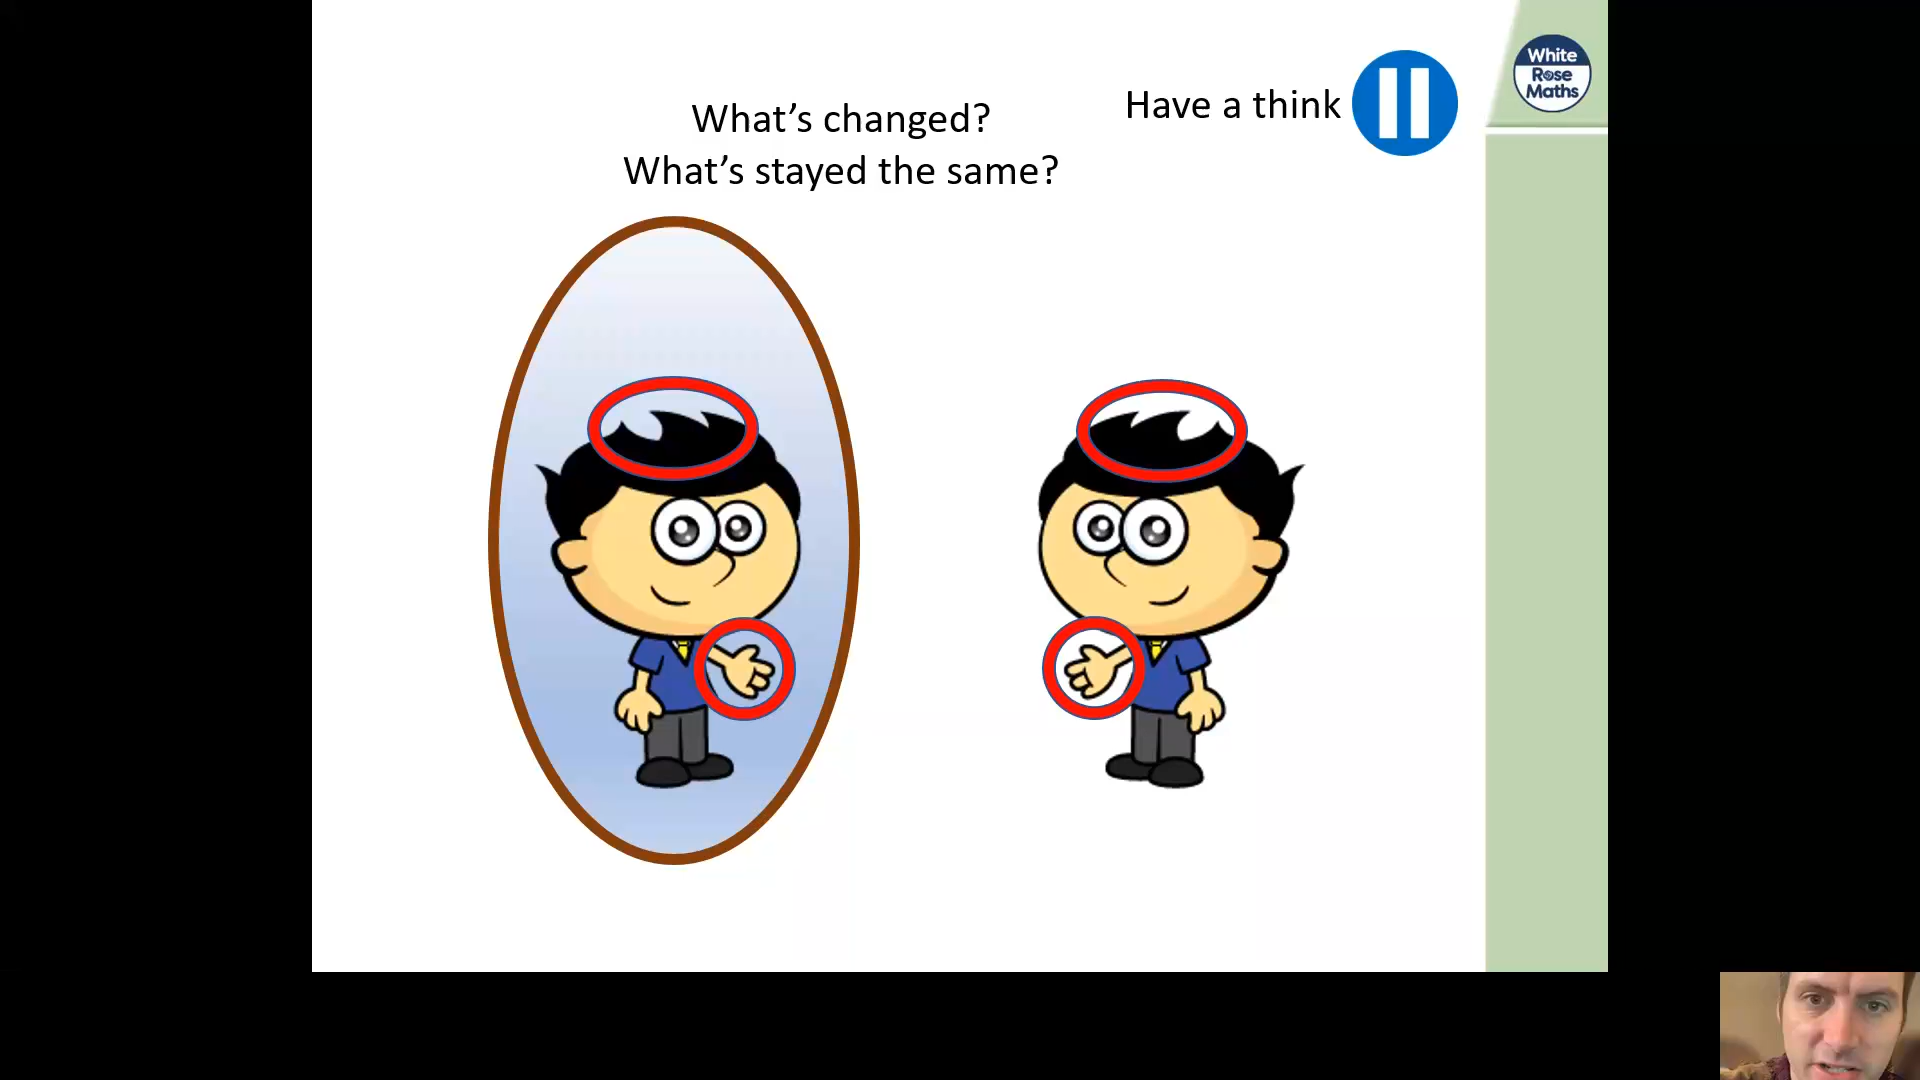 What's changed?
What's stayed the same?
Have a think
White
Rose
Maths